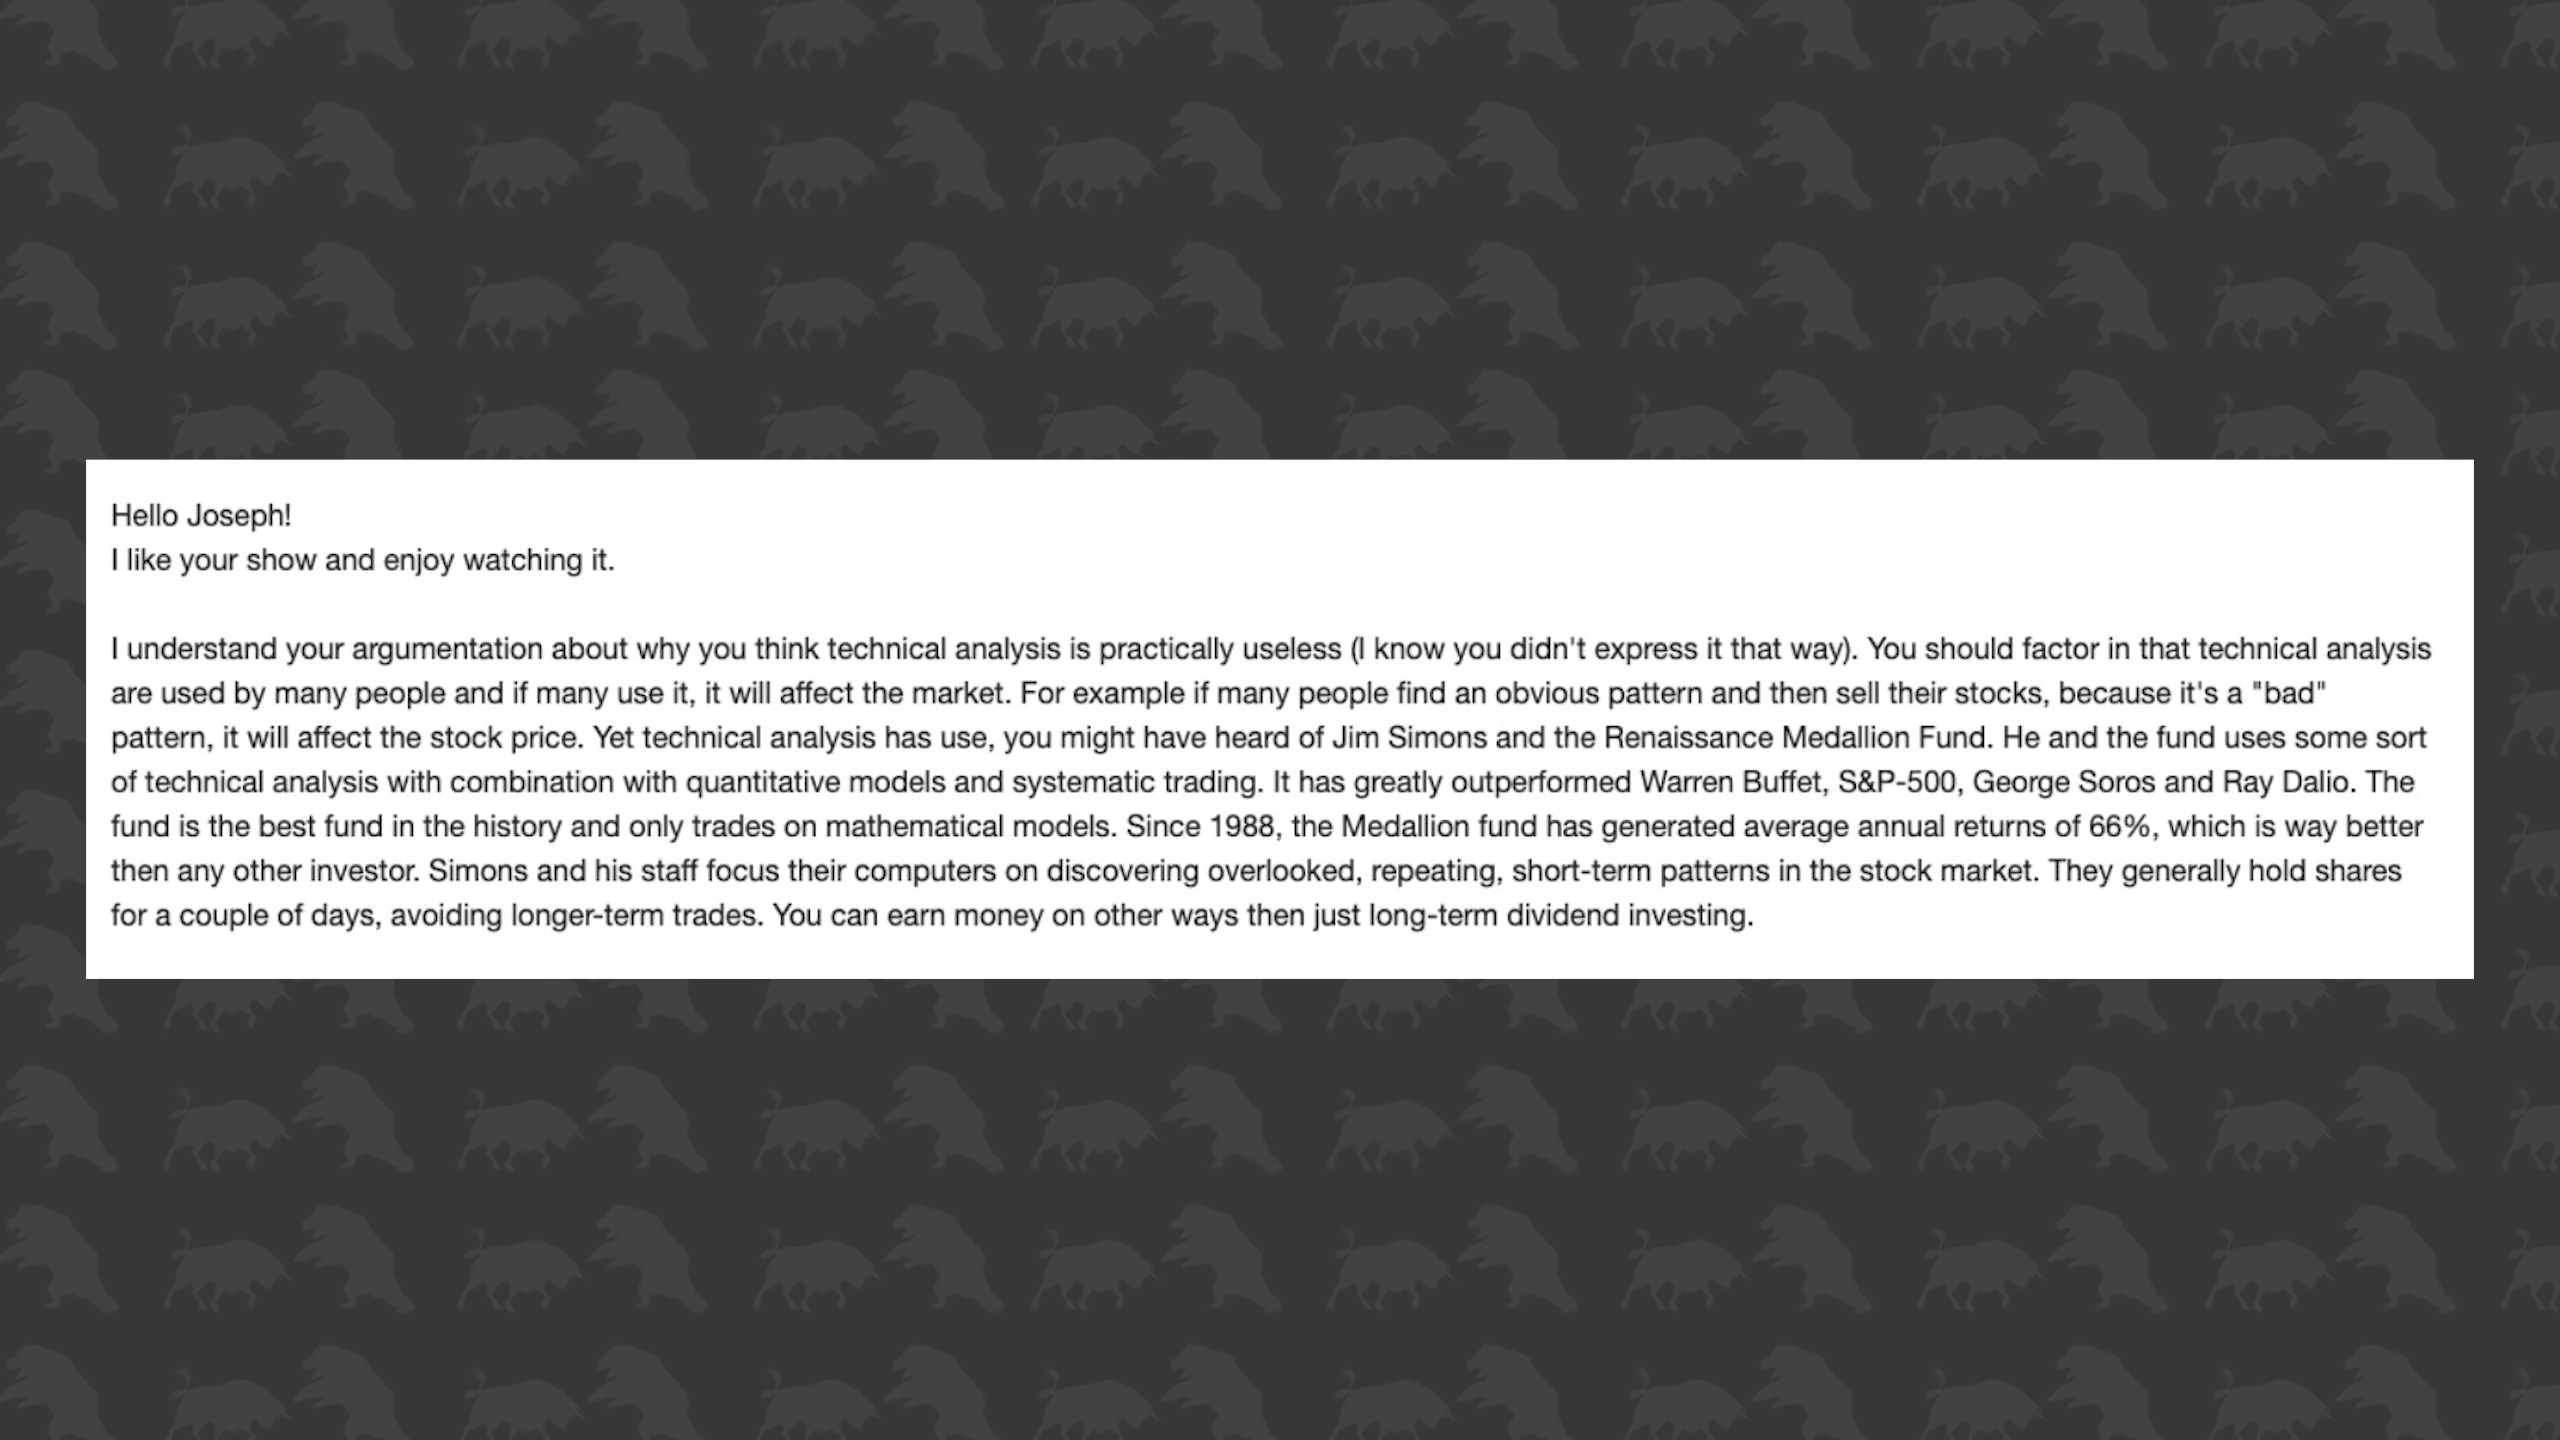 Hello Joseph!
I like your show and enjoy watching it.
I understand your argumentation about why you think technical analysis is practically useless (I know you didn't express it that way). You should factor in that technical analysis
are used by many people and if many use it, it will affect the market. For example if many people find an obvious pattern and then sell their stocks, because it's a "bad"
pattern, it will affect the stock price. Yet technical analysis has use, you might have heard of Jim Simons and the Renaissance Medallion Fund. He and the fund uses some sort
of technical analysis with combination with quantitative models and systematic trading. It has greatly outperformed Warren Buffet, S&P-500, George Soros and Ray Dalio. The
fund is the best fund in the history and only trades on mathematical models. Since 1988, the Medallion fund has generated average annual returns of 66%, which is way better
then any other investor. Simons and his staff focus their computers on discovering overlooked, repeating, short-term patterns in the stock market. They generally hold shares
for a couple of days, avoiding longer-term trades. You can earn money on other ways then just long-term dividend investing.